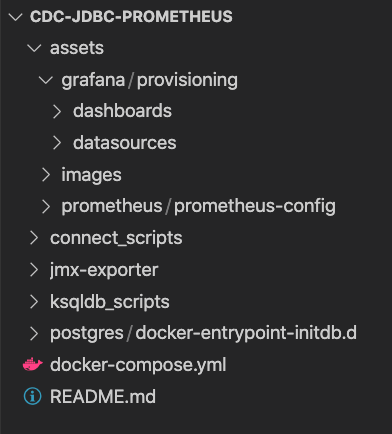 CDC-JDBC-PROMETHEUS
assets
grafana/provisioning
dashboards
datasources
images
prometheus/prometheus-config
connect_scripts
jmx-exporter
ksqldb_scripts
postgres/docker-entrypoint-initdb.d
docker-compose.yml
README.md